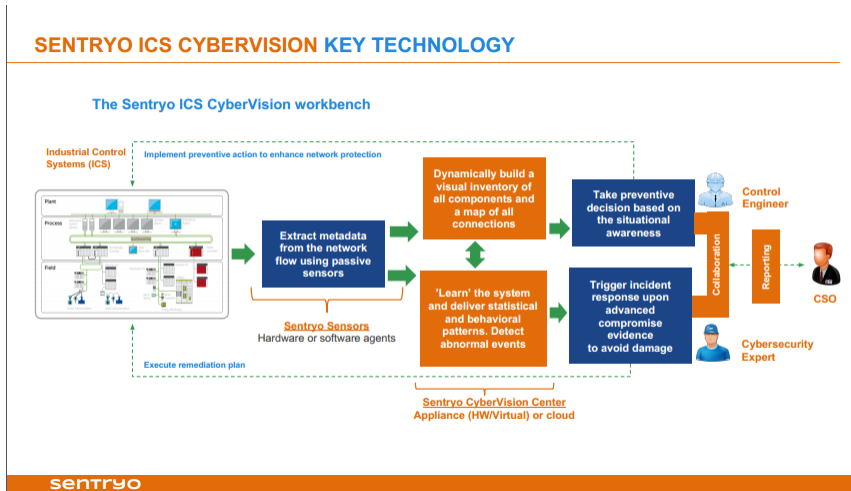 SENTRYO ICS CYBERVISION KEY TECHNOLOGY
The Sentryo ICS CyberVision workbench
Industrial Control
Systems (ICS)
Implement preventive action to enhance network protection
Plant
Process
Field
Extract metadata
from the network
flow using passive
sensors
Sentryo Sensors
Hardware or software agents
Dynamically build a
visual inventory of
all components and
a map of all
connections
'Learn' the system
and deliver statistical
and behavioral
patterns. Detect
abnormal events
Sentryo CyberVision Center
Appliance (HW/Virtual) or cloud
Take preventive
decision based on
the situational
awareness
Trigger incident
response upon
advanced
compromise
evidence
to avoid damage
Control
Engineer
Collaboration
Reporting
CSO
Cybersecurity
Expert
Execute remediation plan
SENTRYO